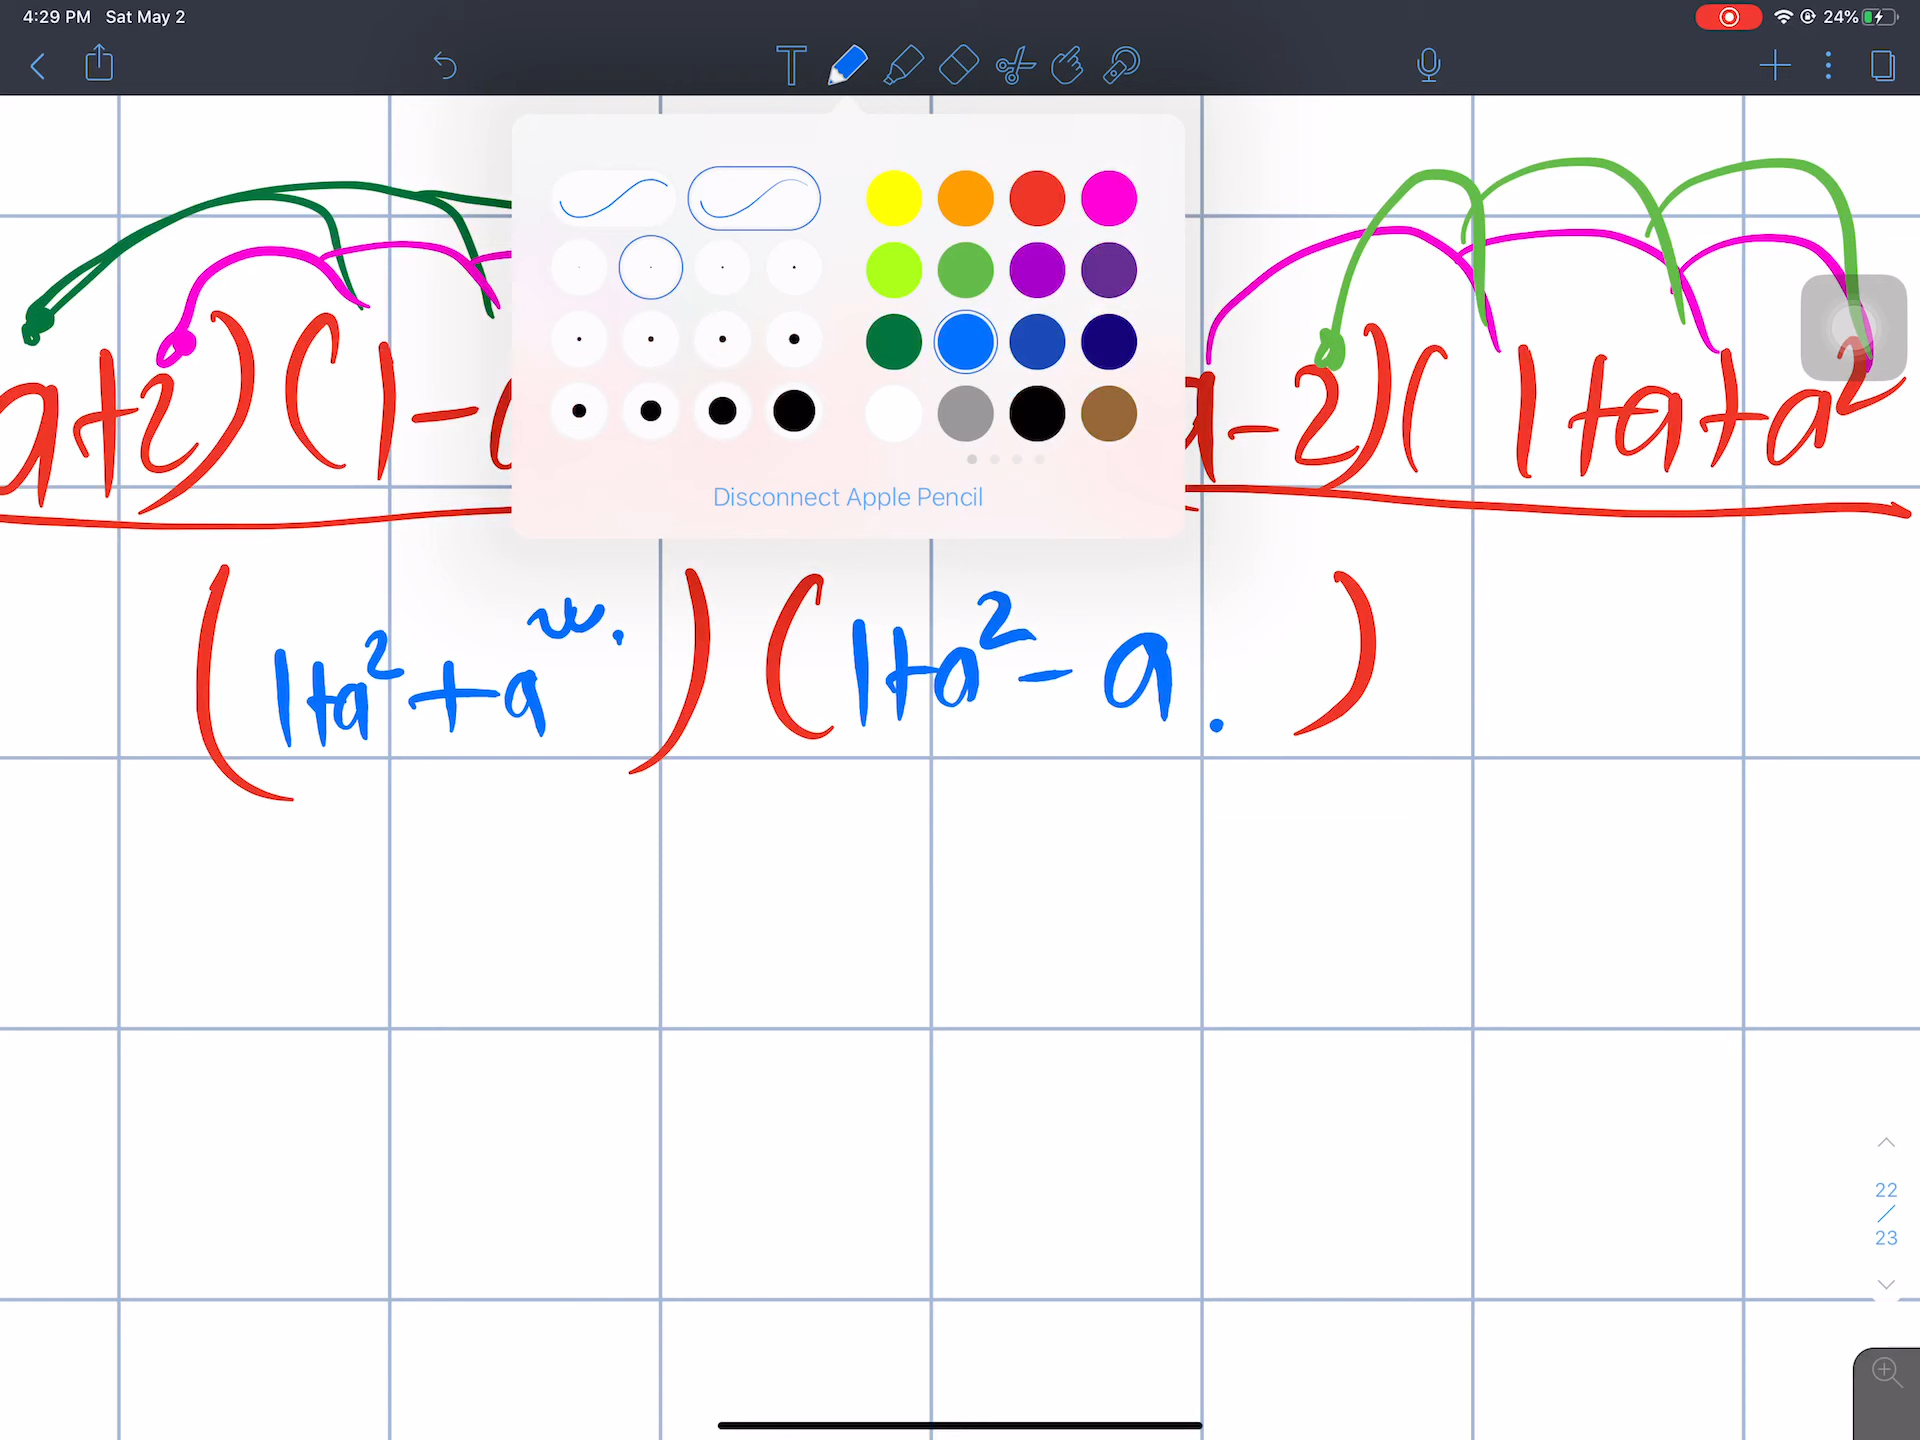 4:29 PM Sat May 2
24%
T
a+2)(1-
a-2)(1+a+a²
Disconnect Apple Pencil
(1+a²+a )(1+a²-a. )
22
/
23